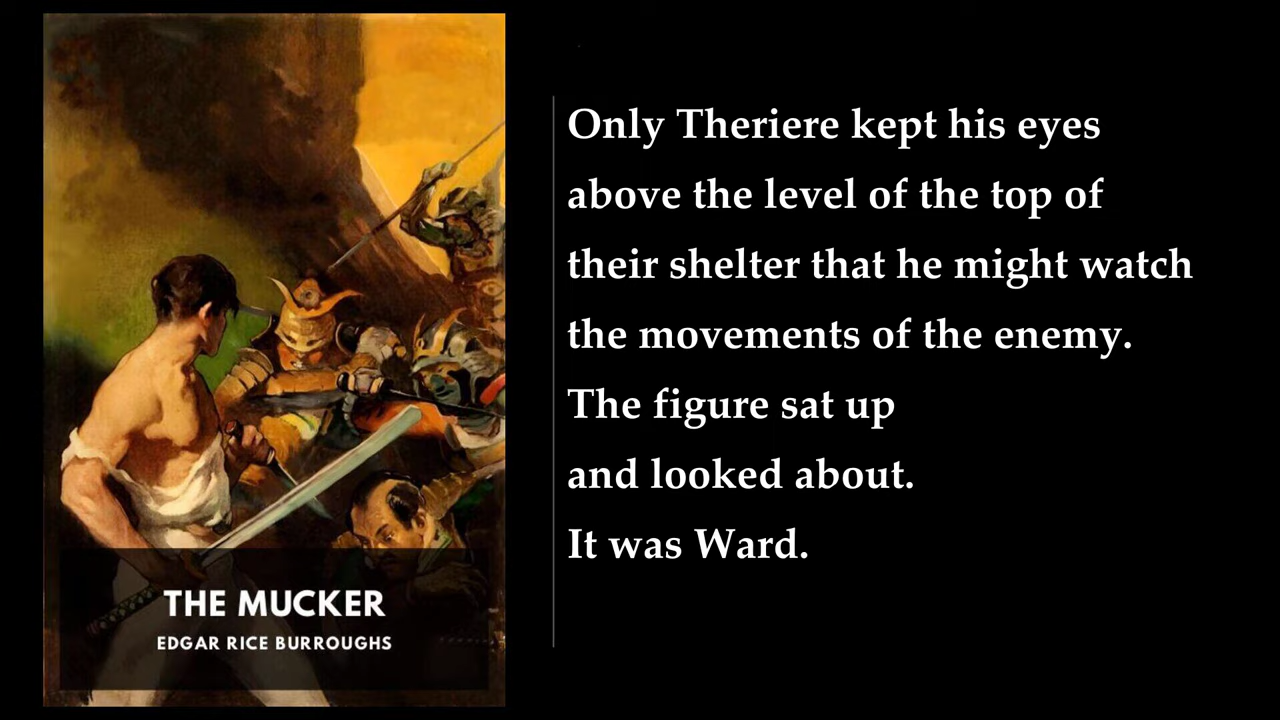 THE MUCKER
EDGAR RICE BURROUGHS
Only Theriere kept his eyes
above the level of the top of
their shelter that he might watch
the movements of the enemy.
The figure sat up
and looked about.
It was Ward.